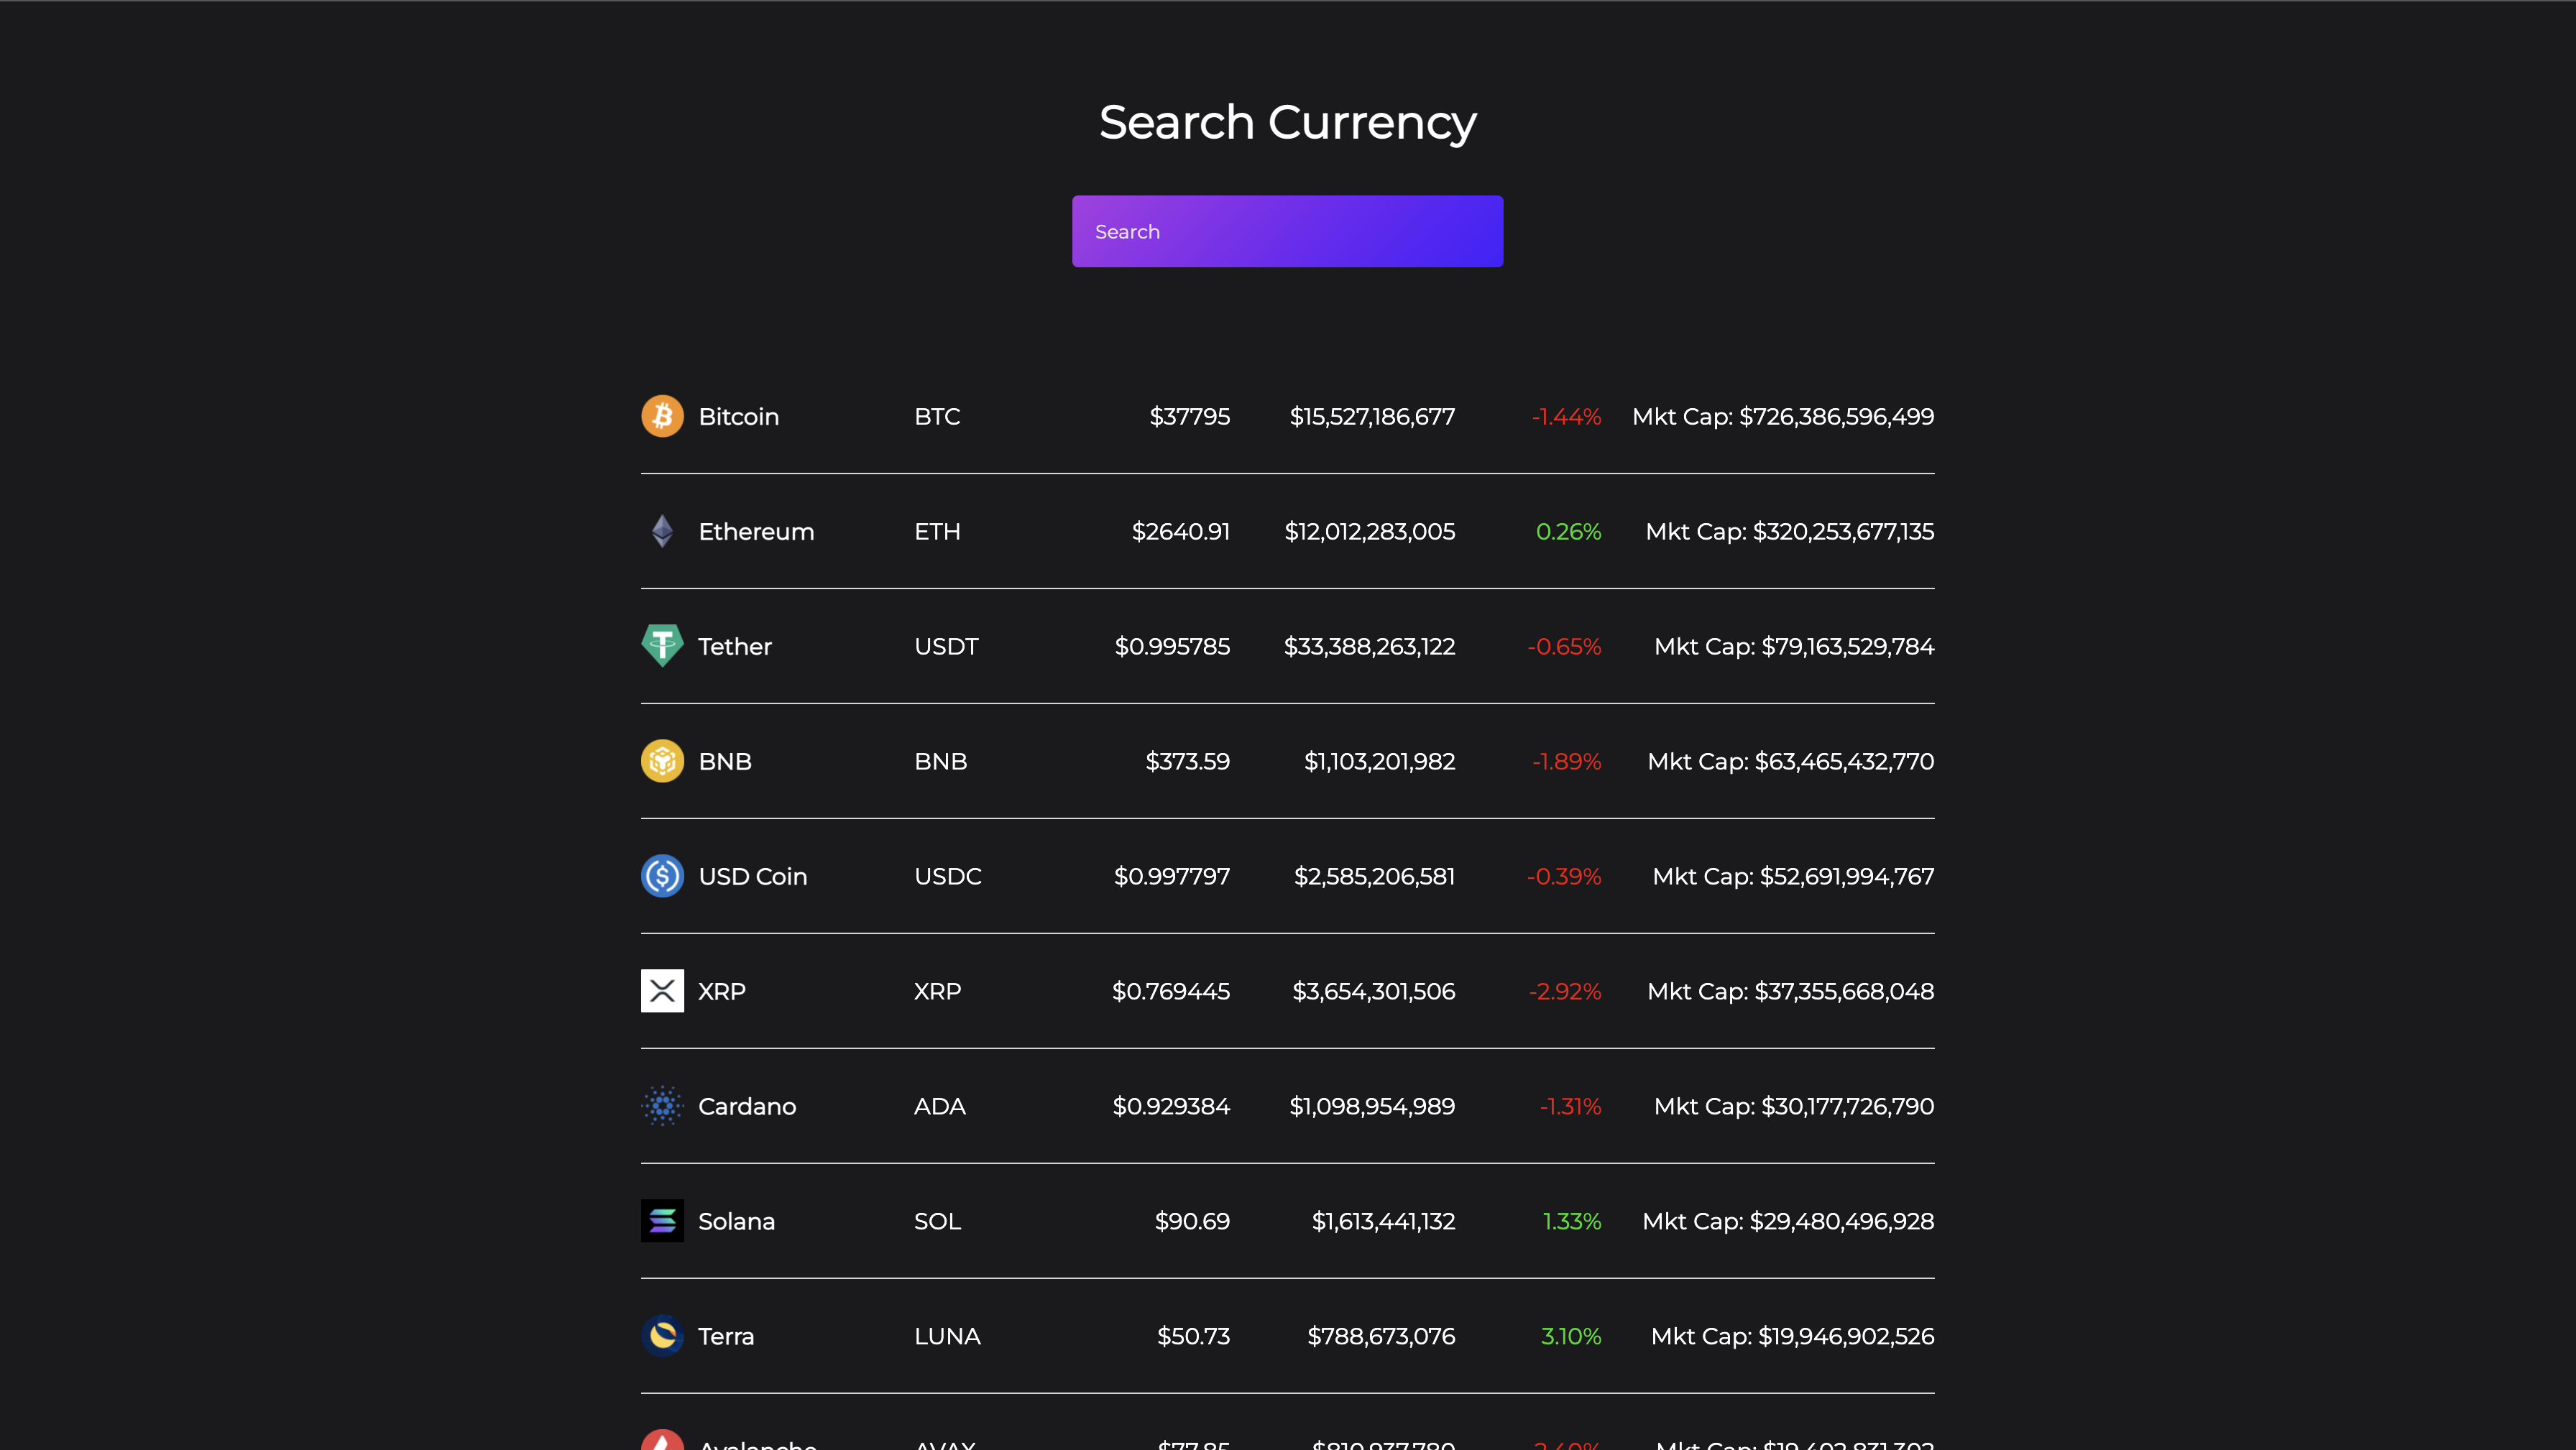 Search Currency
Search
Bitcoin BTC $37795 $15,527,186,677 -1.44% Mkt Cap: $726,386,596,499
Ethereum ETH $2640.91 $12,012,283,005 0.26% Mkt Cap: $320,253,677,135
Tether USDT $0.995785 $33,388,263,122 -0.65% Mkt Cap: $79,163,529,784
BNB BNB $373.59 $1,103,201,982 -1.89% Mkt Cap: $63,465,432,770
USD Coin USDC $0.997797 $2,585,206,581 -0.39% Mkt Cap: $52,691,994,767
XRP XRP $0.769445 $3,654,301,506 -2.92% Mkt Cap: $37,355,668,048
Cardano ADA $0.929384 $1,098,954,989 -1.31% Mkt Cap: $30,177,726,790
Solana SOL $90.69 $1,613,441,132 1.33% Mkt Cap: $29,480,496,928
Terra LUNA $50.73 $788,673,076 3.10% Mkt Cap: $19,946,902,526
Avalanche AVAX Mkt Cap: